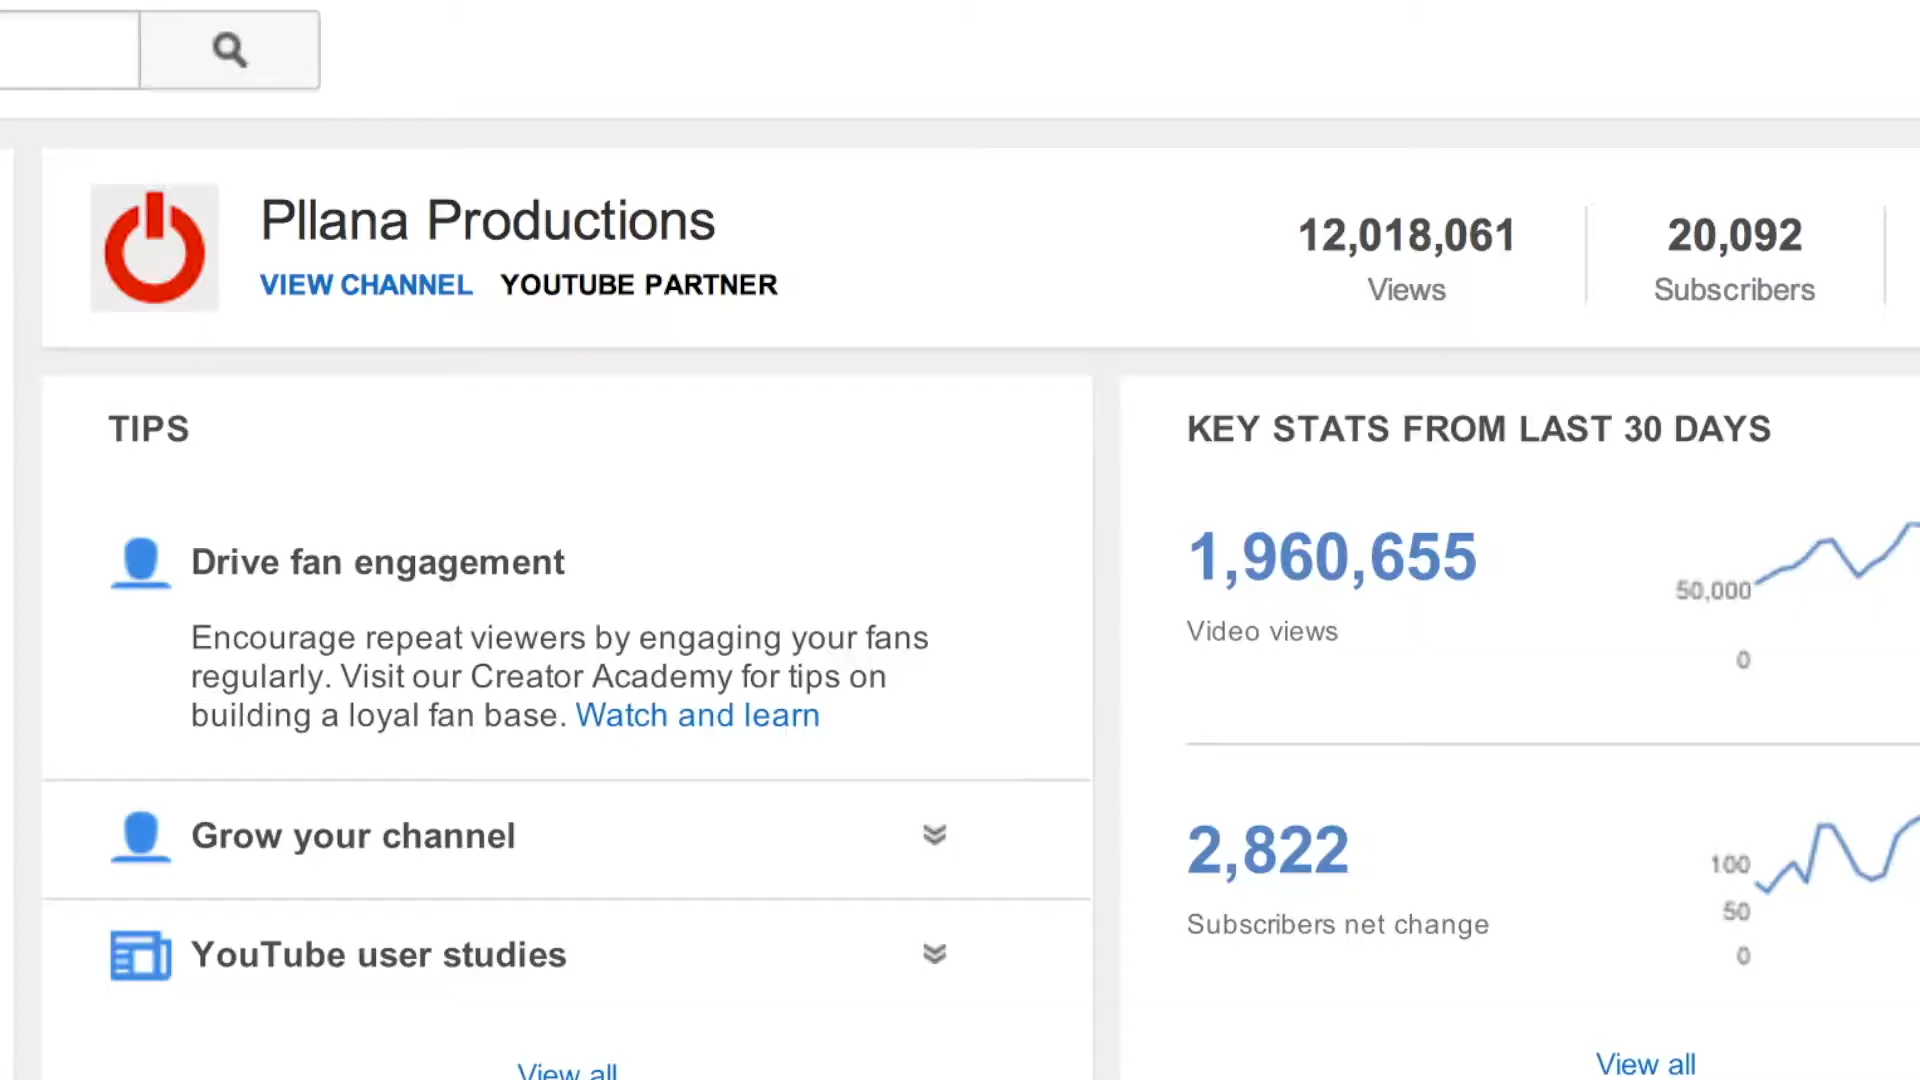 Pllana Productions
VIEW CHANNEL YOUTUBE PARTNER
12,018,061
Views
20,092
Subscribers
TIPS
Drive fan engagement
Encourage repeat viewers by engaging your fans
regularly. Visit our Creator Academy for tips on
building a loyal fan base. Watch and learn
Grow your channel
YouTube user studies
View all
KEY STATS FROM LAST 30 DAYS
1,960,655
Video views
50,000
0
2,822
Subscribers net change
100
50
0
View all